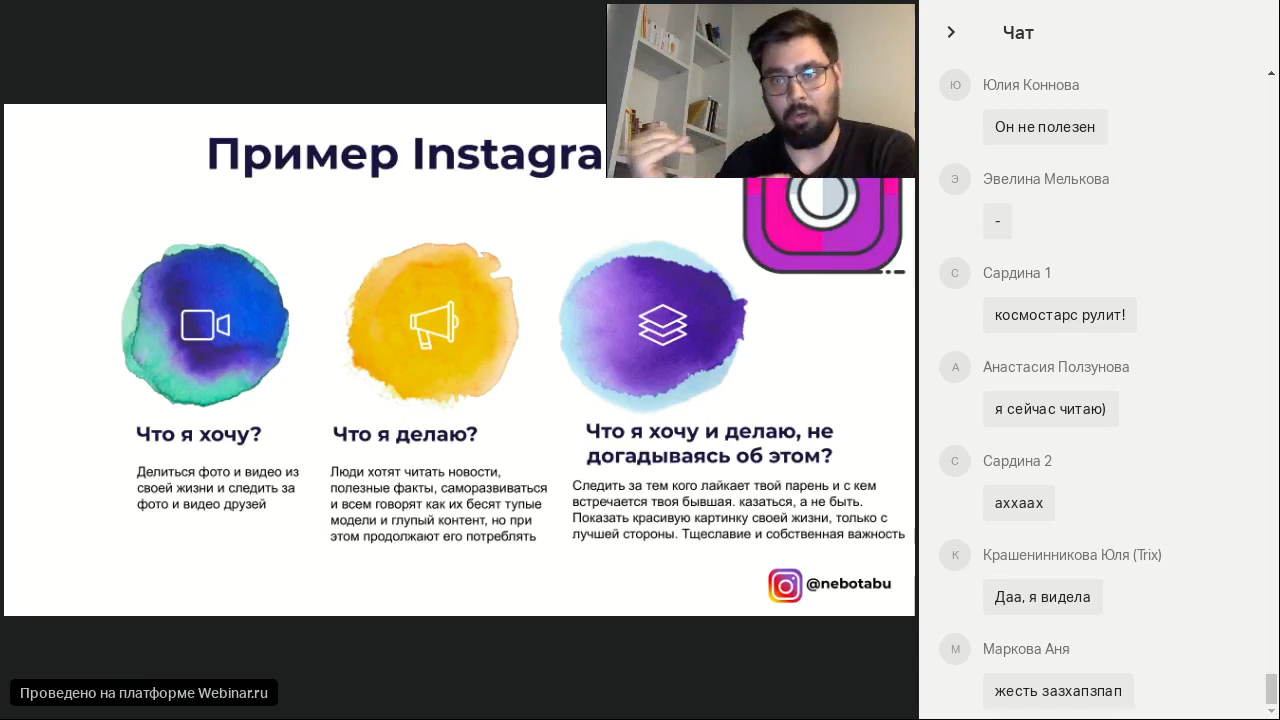 Пример Instagra
Что я хочу?
Делиться фото и видео из
своей жизни и следить за
фото и видео друзей
Что я делаю?
Люди хотят читать новости,
полезные факты, саморазвиваться
и всем говорят как их бесят тупые
модели и глупый контент, но при
этом продолжают его потреблять
Что я хочу и делаю, не
догадываясь об этом?
Следить за тем кого лайкает твой парень и с кем
встречается твоя бывшая. казаться, а не быть.
Показать красивую картинку своей жизни, только с
лучшей стороны. Тщеславие и собственная важность
@nebotabu
Проведено на платформе Webinar.ru
Чат
Ю
Юлия Коннова
Он не полезен
Э
Эвелина Мелькова
-
С
Сардина 1
космостарс рулит!
А
Анастасия Ползунова
я сейчас читаю)
С
Сардина 2
аххаах
К
Крашенинникова Юля (Trix)
Даа, я видела
М
Маркова Аня
жесть зазхапзпап